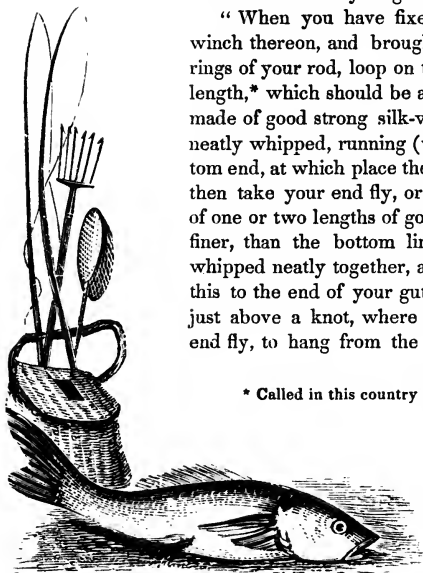 “ When you have fixe
winch thereon, and broug
rings of your rod, loop on
length,* which should be a
made of good strong silk-
neatly whipped, running (
tom end, at which place the
then take your end fly, or
of one or two lengths of go
finer, than the bottom lin
whipped neatly together, a
this to the end of your gut
just above a knot, where
end fly, to hang from the
* Called in this country